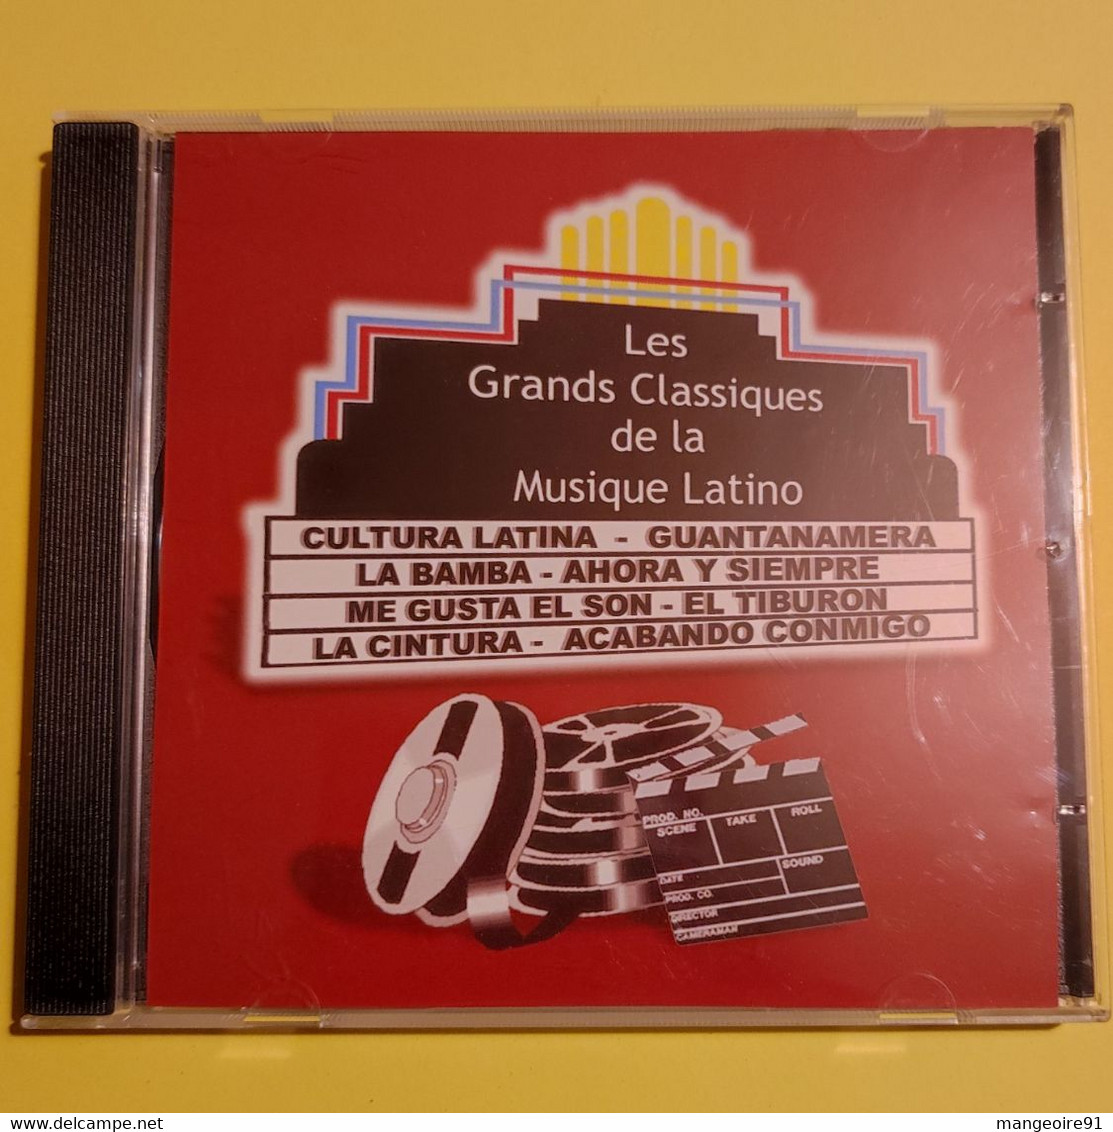 Les
Grands Classiques
de la
Musique Latino
CULTURA LATINA - GUANTANAMERA
LA BAMBA - AHORA Y SIEMPRE
ME GUSTA EL SON - EL TIBURON
LA CINTURA - ACABANDO CONMIGO
PROD. NO.
SCENE TAKE ROLL
SOUND
DATE
PROD. CO.
DIRECTOR
CAMERAMAN
www.delcampe.net
mangeoire91